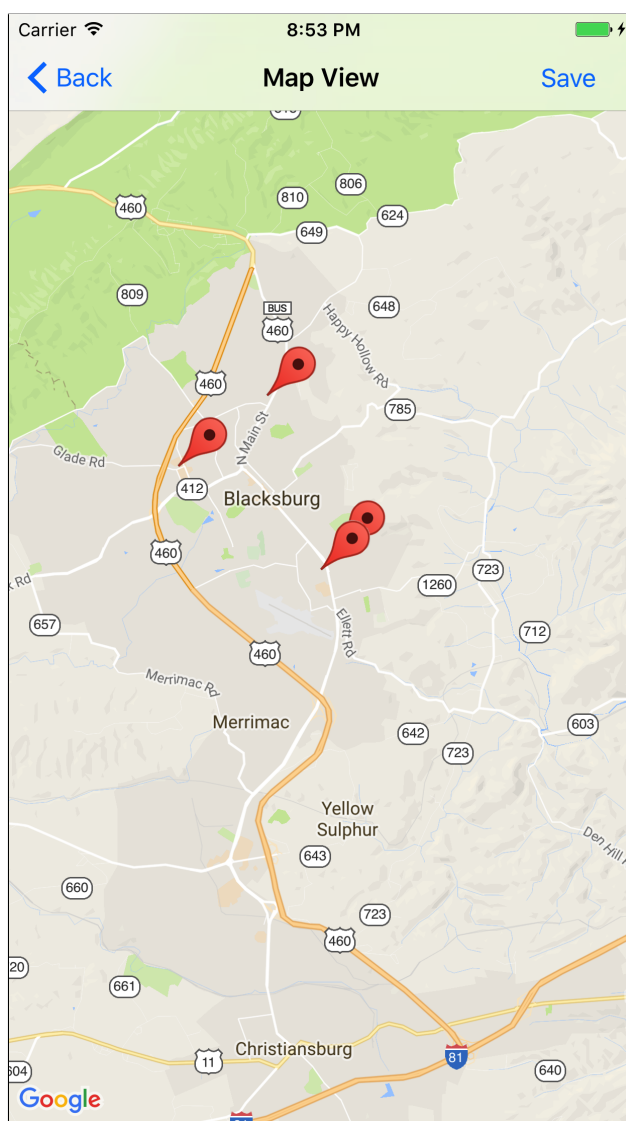 Carrier 8:53 PM
Back Map View Save
806
810
460
624
649
809
BUS
460
648
Happy Hollow Rd
460
785
N Main St
Glade Rd
412
Blacksburg
460
723
1260
657
712
Ellett Rd
460
Merrimac Rd
Merrimac
603
642
723
Yellow
Sulphur
643
660
723
460
661
Christiansburg
11
81
640
Google